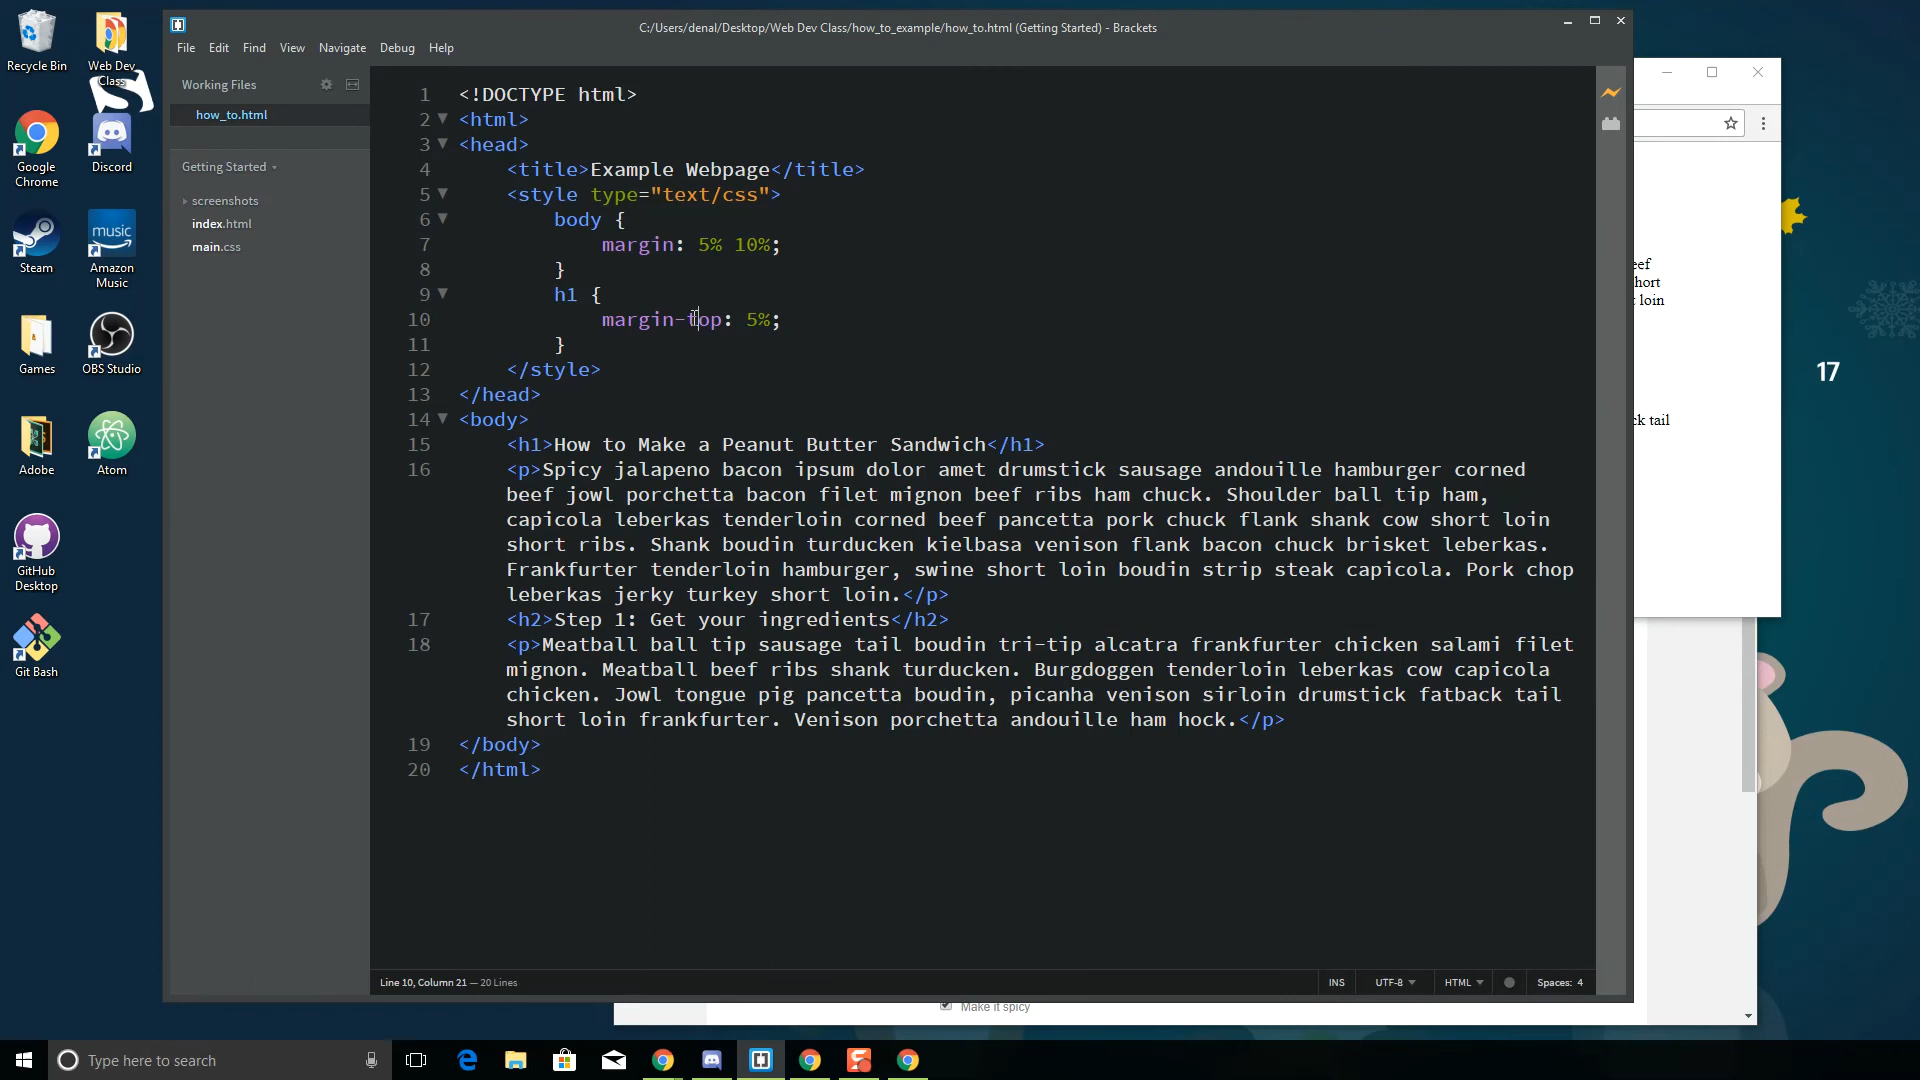 C:/Users/denal/Desktop/Web Dev Class/how_to_example/how_to.html (Getting Started) - Brackets
File Edit Find View Navigate Debug Help
Working Files
how_to.html
Getting Started
screenshots
index.html
main.css
1 <!DOCTYPE html>
2 <html>
3 <head>
4 <title>Example Webpage</title>
5 <style type="text/css">
6 body {
7 margin: 5% 10%;
8 }
9 h1 {
10 margin-top: 5%;
11 }
12 </style>
13 </head>
14 <body>
15 <h1>How to Make a Peanut Butter Sandwich</h1>
16 <p>Spicy jalapeno bacon ipsum dolor amet drumstick sausage andouille hamburger corned
beef jowl porchetta bacon filet mignon beef ribs ham chuck. Shoulder ball tip ham,
capicola leberkas tenderloin corned beef pancetta pork chuck flank shank cow short loin
short ribs. Shank boudin turducken kielbasa venison flank bacon chuck brisket leberkas.
Frankfurter tenderloin hamburger, swine short loin boudin strip steak capicola. Pork chop
leberkas jerky turkey short loin.</p>
17 <h2>Step 1: Get your ingredients</h2>
18 <p>Meatball ball tip sausage tail boudin tri-tip alcatra frankfurter chicken salami filet
mignon. Meatball beef ribs shank turducken. Burgdoggen tenderloin leberkas cow capicola
chicken. Jowl tongue pig pancetta boudin, picanha venison sirloin drumstick fatback tail
short loin frankfurter. Venison porchetta andouille ham hock.</p>
19 </body>
20 </html>
Line 10, Column 21 — 20 Lines
INS UTF-8 HTML Spaces: 4
Recycle Bin
Web Dev
Class
Google
Chrome
Discord
Steam
Amazon
Music
music
Games
OBS Studio
Adobe
Atom
GitHub
Desktop
Git Bash
eef
hort
t loin
ck tail
17
Make it spicy
Type here to search